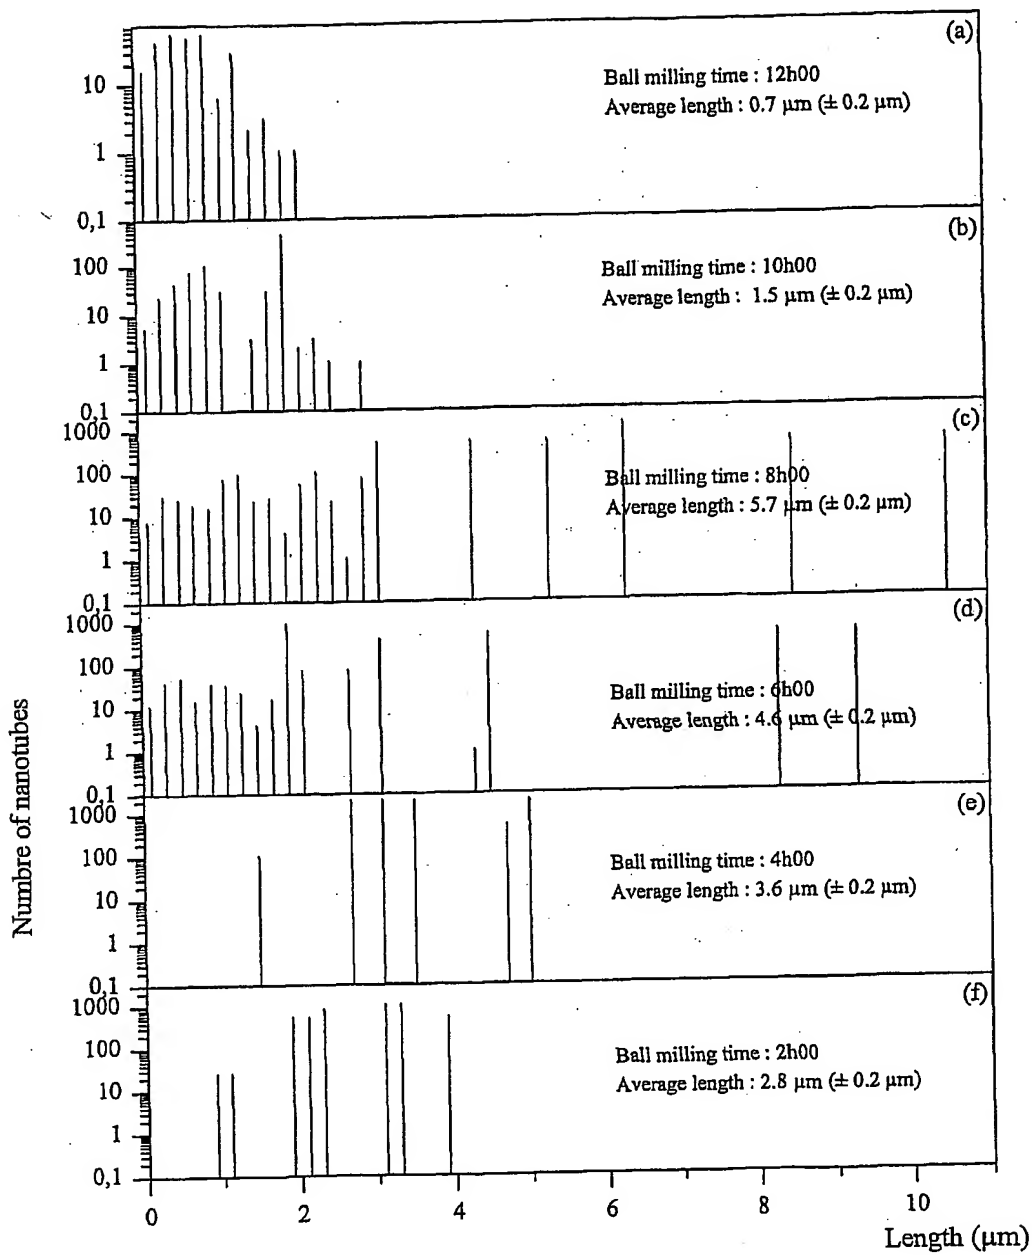 (a)
Ball milling time : 12h00
Average length : 0.7 µm (± 0.2 µm)
10
1
0,1
(b)
Ball milling time : 10h00
Average length : 1.5 µm (± 0.2 µm)
100
10
1
0,1
(c)
1000
Ball milling time : 8h00
100
Average length : 5.7 µm (± 0.2 µm)
10
1
0,1
(d)
1000
100
Ball milling time : 6h00
10
Average length : 4.6 µm (± 0.2 µm)
1
0,1
(e)
1000
Ball milling time : 4h00
100
Average length : 3.6 µm (± 0.2 µm)
10
1
0,1
(f)
1000
Ball milling time : 2h00
100
Average length : 2.8 µm (± 0.2 µm)
10
1
0,1
Numbre of nanotubes
0 2 4 6 8 10
Length (µm)